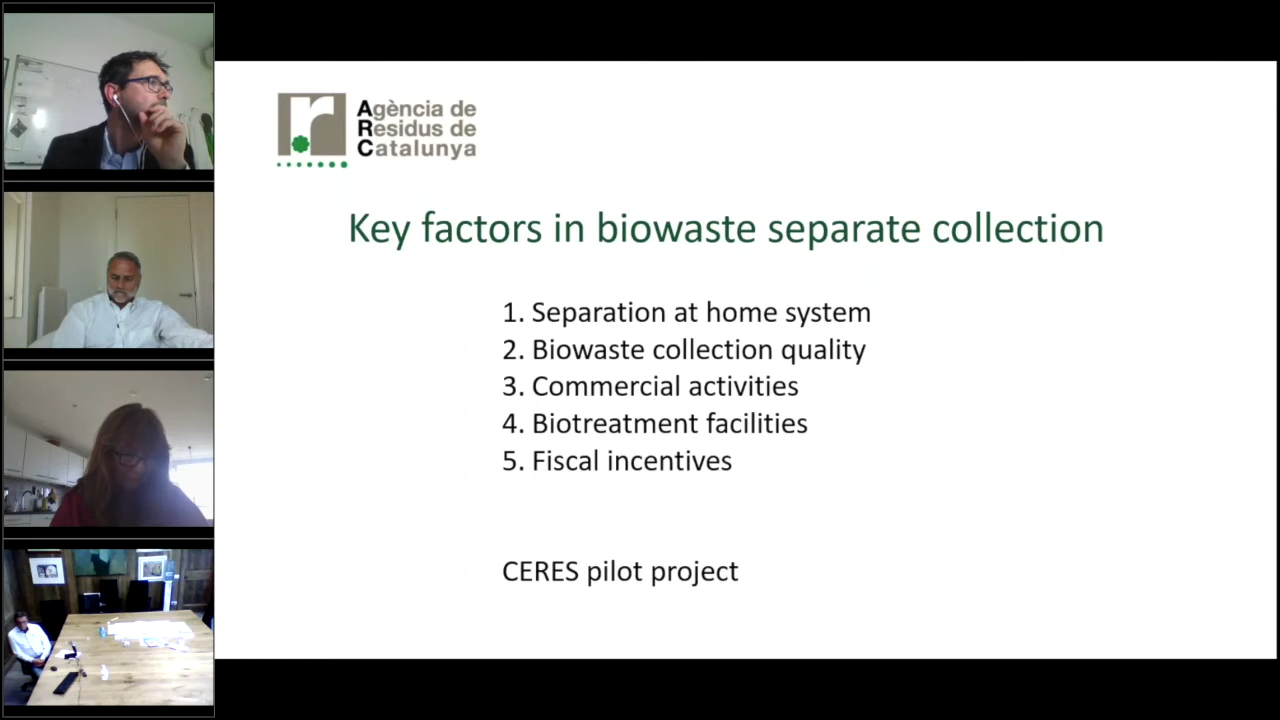 Agència de
Residus de
Catalunya
Key factors in biowaste separate collection
1. Separation at home system
2. Biowaste collection quality
3. Commercial activities
4. Biotreatment facilities
5. Fiscal incentives
CERES pilot project